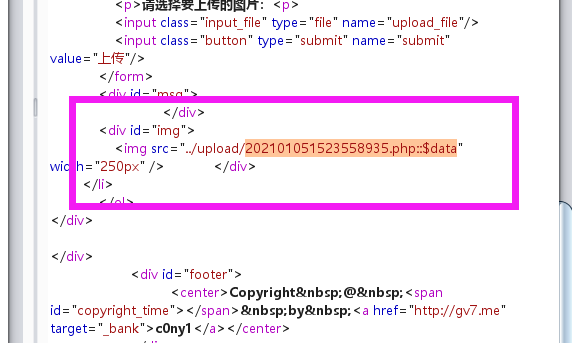 <p>请选择要上传的图片：<p>
<input class="input_file" type="file" name="upload_file"/>
<input class="button" type="submit" name="submit"
value="上传"/>
</form>
<div id="msg">
</div>
<div id="img">
<img src="../upload/202101051523558935.php::$data"
width="250px" /> </div>
</li>
</ol>
</div>
</div>
<div id="footer">
<center>Copyright&nbsp;@&nbsp;<span
id="copyright_time"></span>&nbsp;by&nbsp;<a href="http://gv7.me"
target="_bank">c0ny1</a></center>